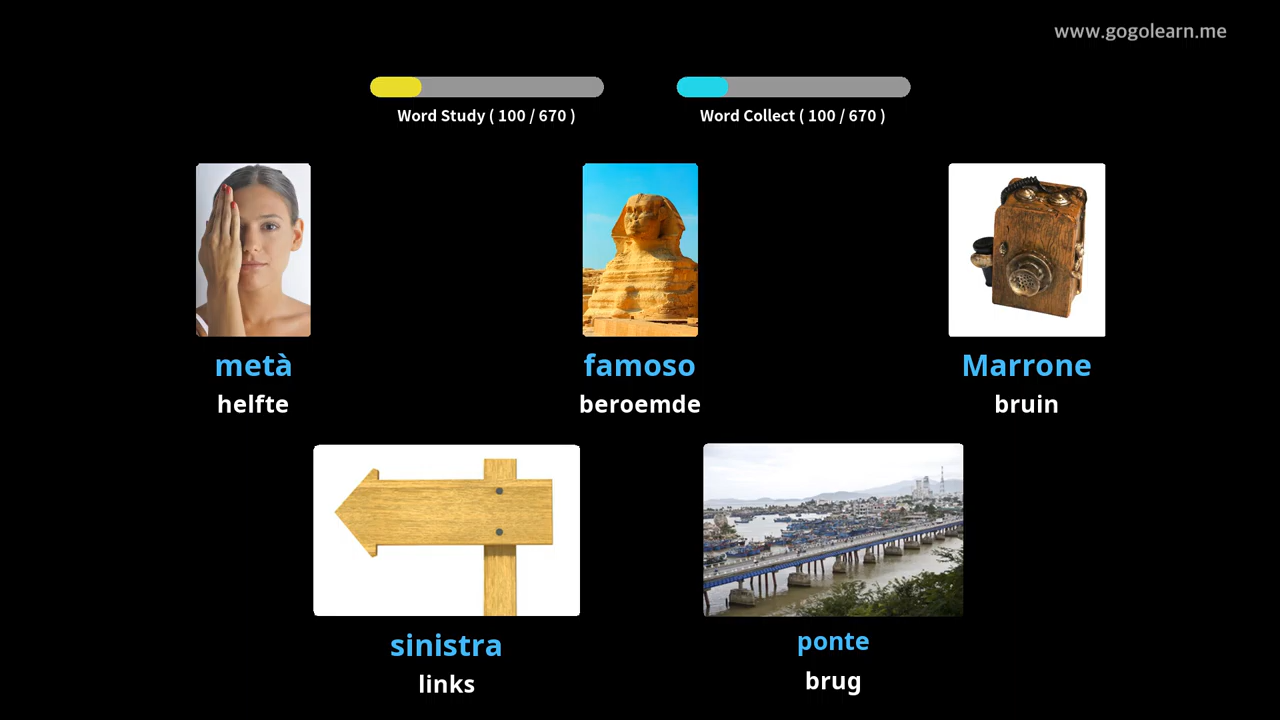 www.gogolearn.me
Word Study ( 100 / 670 )
Word Collect ( 100 / 670 )
metà
helfte
famoso
beroemde
Marrone
bruin
sinistra
links
ponte
brug